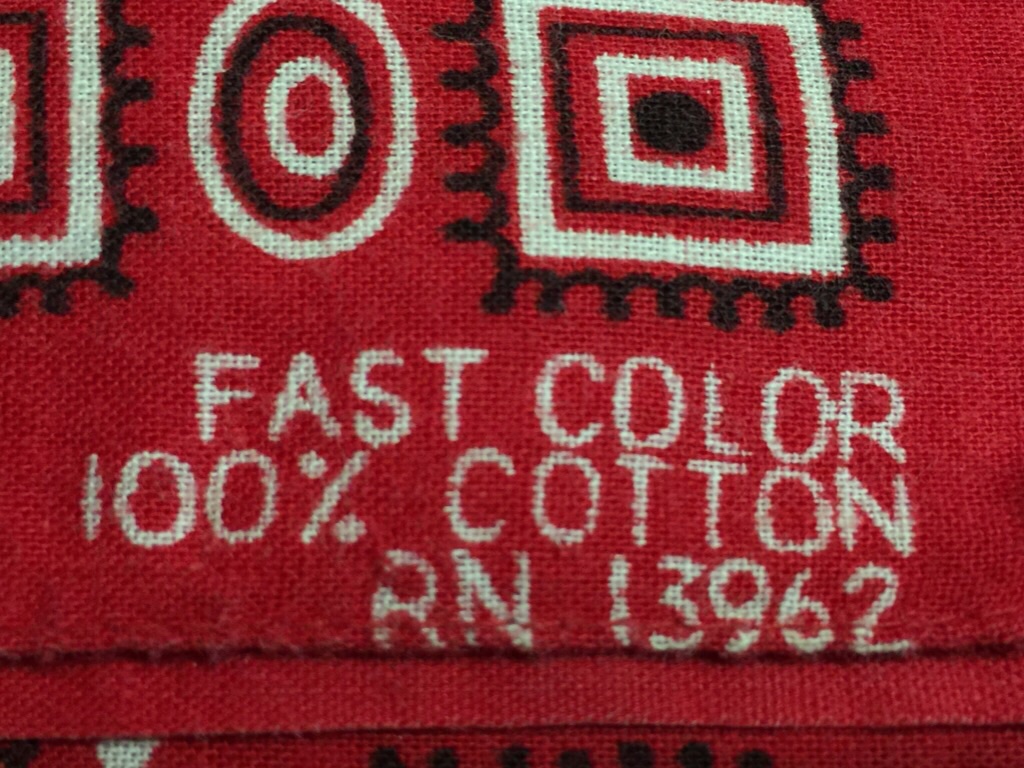 FAST COLOR
100% COTTON
RN 13962